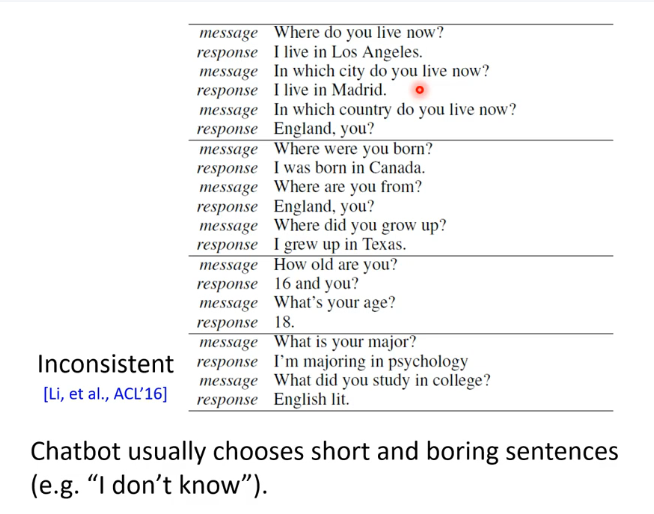 message Where do you live now?
response I live in Los Angeles.
message In which city do you live now?
response I live in Madrid.
message In which country do you live now?
response England, you?
message Where were you born?
response I was born in Canada.
message Where are you from?
response England, you?
message Where did you grow up?
response I grew up in Texas.
message How old are you?
response 16 and you?
message What's your age?
response 18.
message What is your major?
response I'm majoring in psychology
message What did you study in college?
response English lit.
Inconsistent
[Li, et al., ACL'16]
Chatbot usually chooses short and boring sentences
(e.g. “I don't know”).